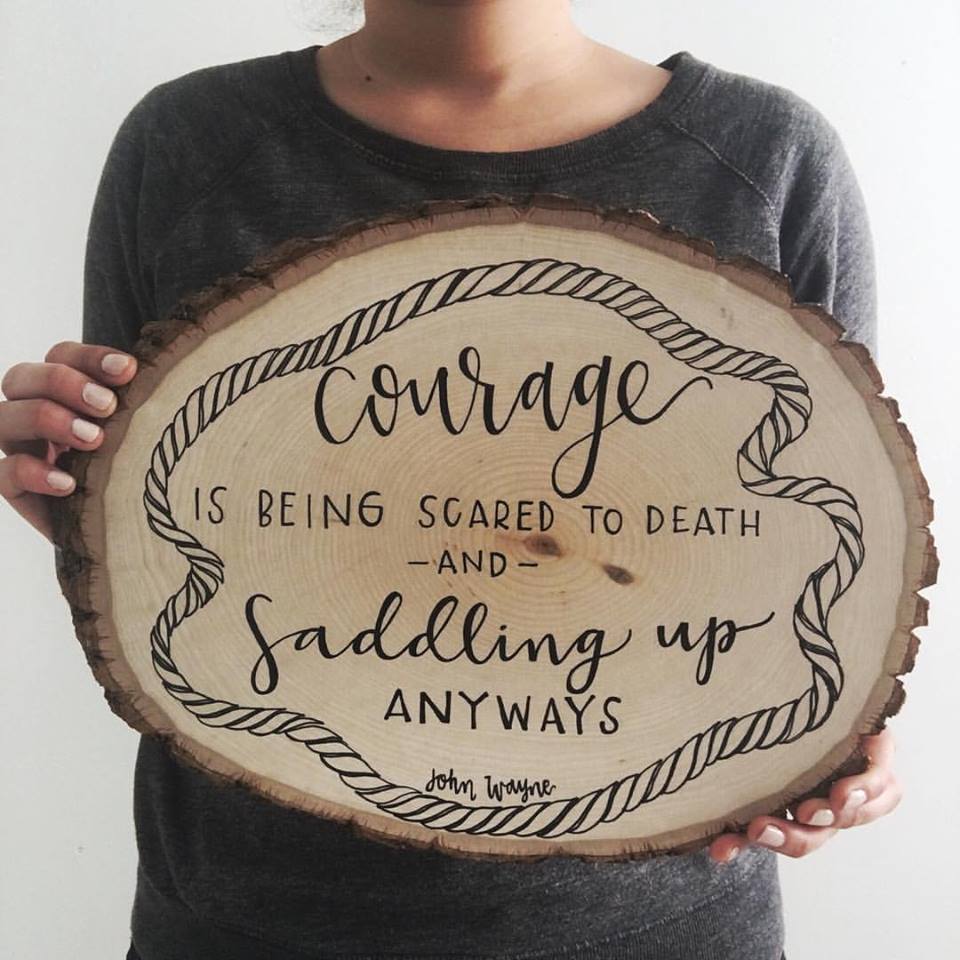 Courage
IS BEING SCARED TO DEATH
-AND-
Saddling up
ANYWAYS
John Wayne